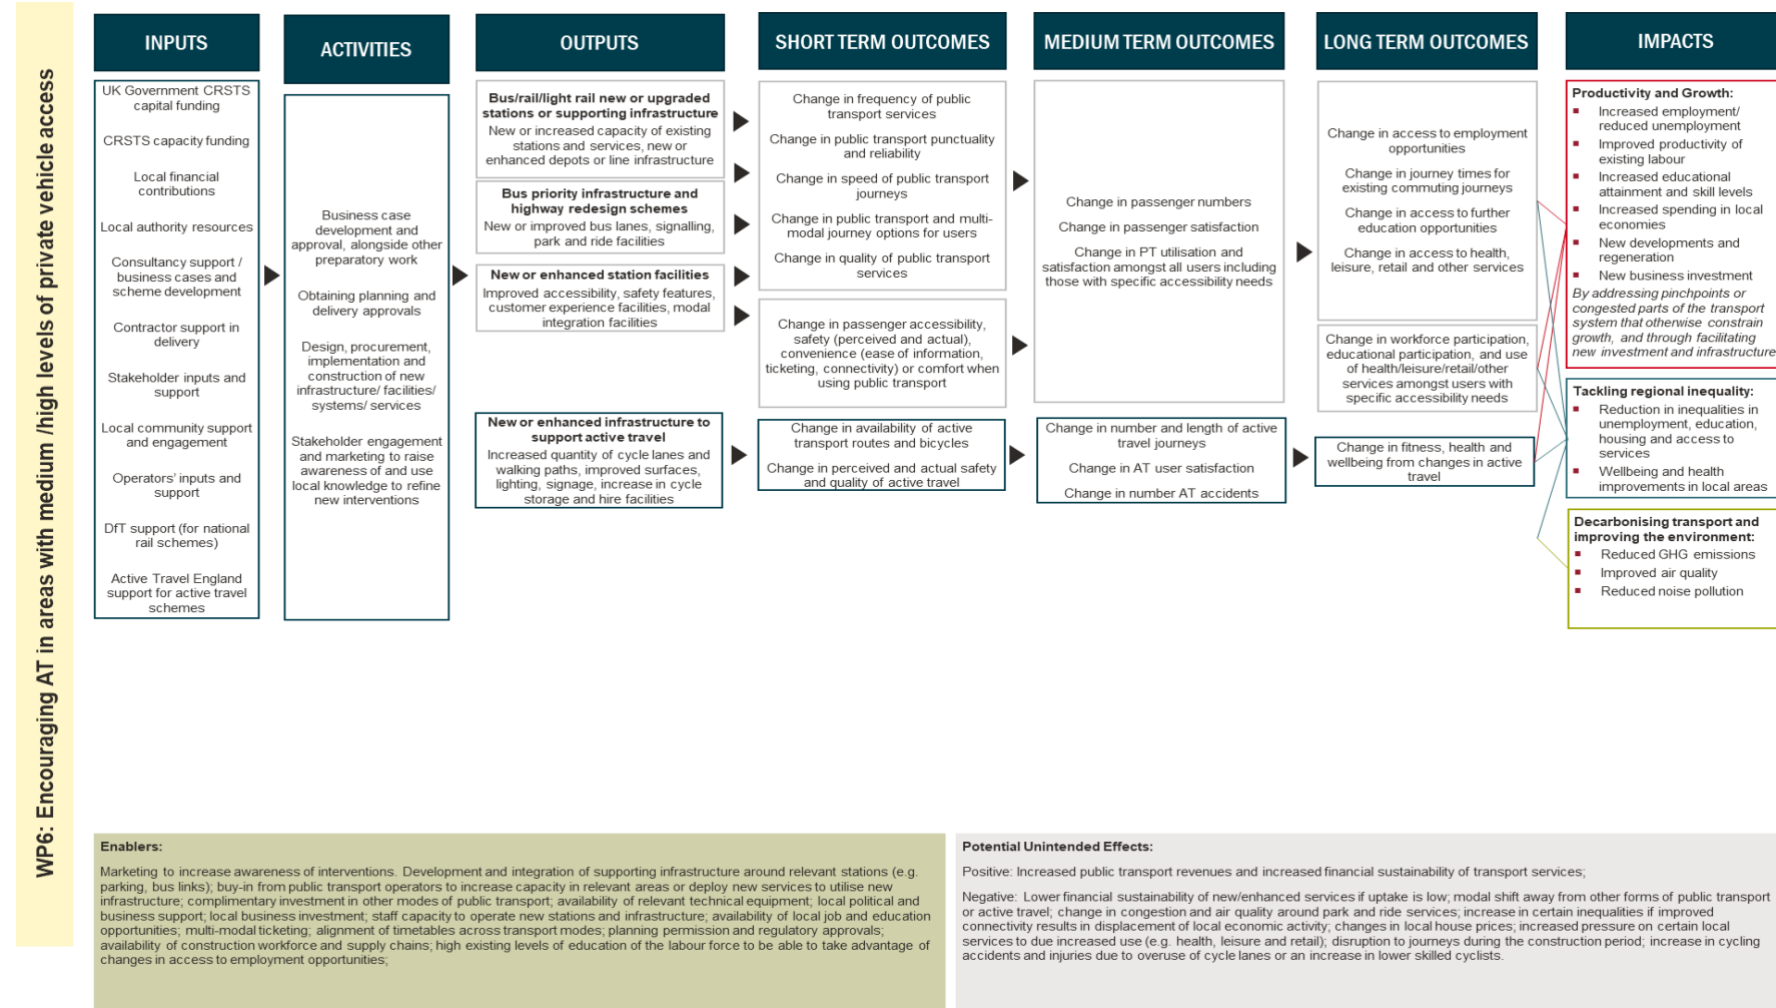 WP6: Encouraging AT in areas with medium /high levels of private vehicle access
INPUTS
UK Government CRSTS
capital funding
CRSTS capacity funding
Local financial
contributions
Local authority resources
Consultancy support /
business cases and
scheme development
Contractor support in
delivery
Stakeholder inputs and
support
Local community support
and engagement
Operators' inputs and
support
DfT support (for national
rail schemes)
Active Travel England
support for active travel
schemes
ACTIVITIES
Business case
development and
approval, alongside other
preparatory work
Obtaining planning and
delivery approvals
Design, procurement,
implementation and
construction of new
infrastructure/ facilities/
systems/ services
Stakeholder engagement
and marketing to raise
awareness of and use
local knowledge to refine
new interventions
OUTPUTS
Bus/rail/light rail new or upgraded
stations or supporting infrastructure
New or increased capacity of existing
stations and services, new or
enhanced depots or line infrastructure
Bus priority infrastructure and
highway redesign schemes
New or improved bus lanes, signalling,
park and ride facilities
New or enhanced station facilities
Improved accessibility, safety features,
customer experience facilities, modal
integration facilities
New or enhanced infrastructure to
support active travel
Increased quantity of cycle lanes and
walking paths, improved surfaces,
lighting, signage, increase in cycle
storage and hire facilities
SHORT TERM OUTCOMES
Change in frequency of public
transport services
Change in public transport punctuality
and reliability
Change in speed of public transport
journeys
Change in public transport and multi-
modal journey options for users
Change in quality of public transport
services
Change in passenger accessibility,
safety (perceived and actual),
convenience (ease of information,
ticketing, connectivity) or comfort when
using public transport
Change in availability of active
transport routes and bicycles
Change in perceived and actual safety
and quality of active travel
MEDIUM TERM OUTCOMES
Change in passenger numbers
Change in passenger satisfaction
Change in PT utilisation and
satisfaction amongst all users including
those with specific accessibility needs
Change in number and length of active
travel journeys
Change in AT user satisfaction
Change in number AT accidents
LONG TERM OUTCOMES
Change in access to employment
opportunities
Change in journey times for
existing commuting journeys
Change in access to further
education opportunities
Change in access to health,
leisure, retail and other services
Change in workforce participation,
educational participation, and use
of health/leisure/retail/other
services amongst users with
specific accessibility needs
Change in fitness, health and
wellbeing from changes in active
travel
IMPACTS
Productivity and Growth:
Increased employment/
reduced unemployment
Improved productivity of
existing labour
Increased educational
attainment and skill levels
Increased spending in local
economies
New developments and
regeneration
New business investment
By addressing pinchpoints or
congested parts of the transport
system that otherwise constrain
growth, and through facilitating
new investment and infrastructure
Tackling regional inequality:
Reduction in inequalities in
unemployment, education,
housing and access to
services
Wellbeing and health
improvements in local areas
Decarbonising transport and
improving the environment:
Reduced GHG emissions
Improved air quality
Reduced noise pollution
Enablers:
Marketing to increase awareness of interventions. Development and integration of supporting infrastructure around relevant stations (e.g.
parking, bus links); buy-in from public transport operators to increase capacity in relevant areas or deploy new services to utilise new
infrastructure; complimentary investment in other modes of public transport; availability of relevant technical equipment; local political and
business support; local business investment; staff capacity to operate new stations and infrastructure; availability of local job and education
opportunities; multi-modal ticketing; alignment of timetables across transport modes; planning permission and regulatory approvals;
availability of construction workforce and supply chains; high existing levels of education of the labour force to be able to take advantage of
changes in access to employment opportunities;
Potential Unintended Effects:
Positive: Increased public transport revenues and increased financial sustainability of transport services;
Negative: Lower financial sustainability of new/enhanced services if uptake is low; modal shift away from other forms of public transport
or active travel; change in congestion and air quality around park and ride services; increase in certain inequalities if improved
connectivity results in displacement of local economic activity; changes in local house prices; increased pressure on certain local
services to due increased use (e.g. health, leisure and retail); disruption to journeys during the construction period; increase in cycling
accidents and injuries due to overuse of cycle lanes or an increase in lower skilled cyclists.